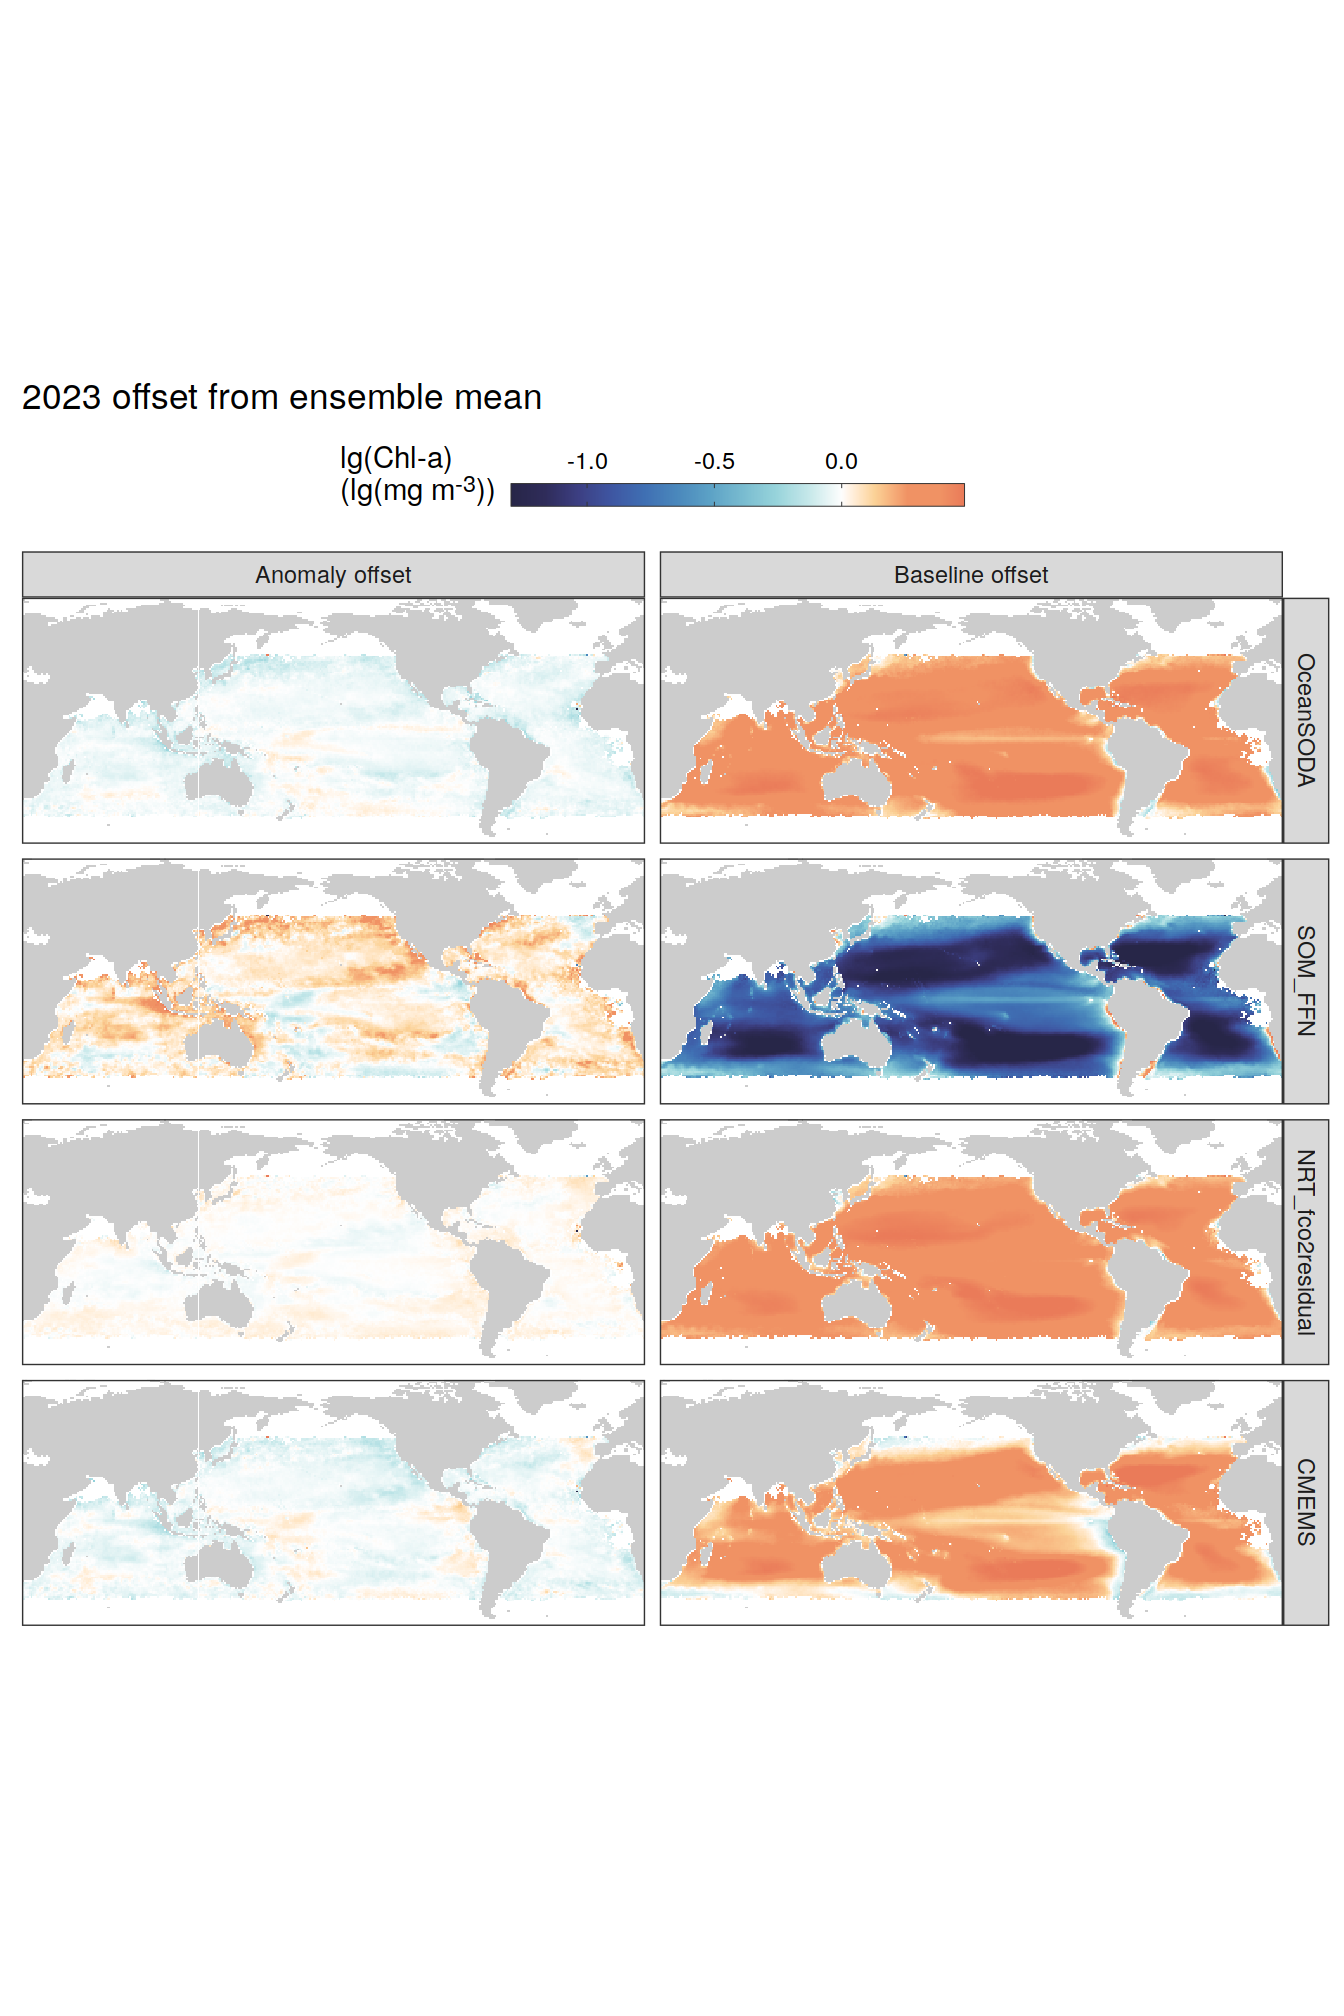 2023 offset from ensemble mean
lg(Chl-a)
(lg(mg m-3))
-1.0 -0.5 0.0
Anomaly offset
Baseline offset
OceanSODA
SOM_FFN
NRT_fco2residual
CMEMS